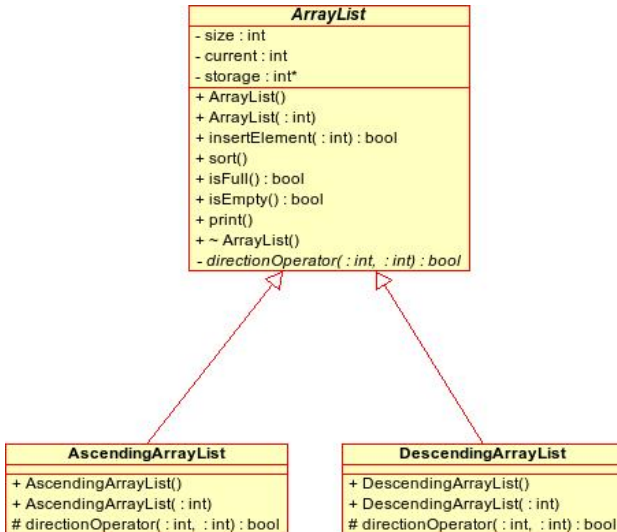 ArrayList
- size : int
- current : int
- storage : int*
+ ArrayList()
+ ArrayList( : int)
+ insertElement( : int) : bool
+ sort()
+ isFull() : bool
+ isEmpty() : bool
+ print()
+ ~ ArrayList()
- directionOperator( : int, : int) : bool
AscendingArrayList
+ AscendingArrayList()
+ AscendingArrayList( : int)
# directionOperator( : int, : int) : bool
DescendingArrayList
+ DescendingArrayList()
+ DescendingArrayList( : int)
# directionOperator( : int, : int) : bool